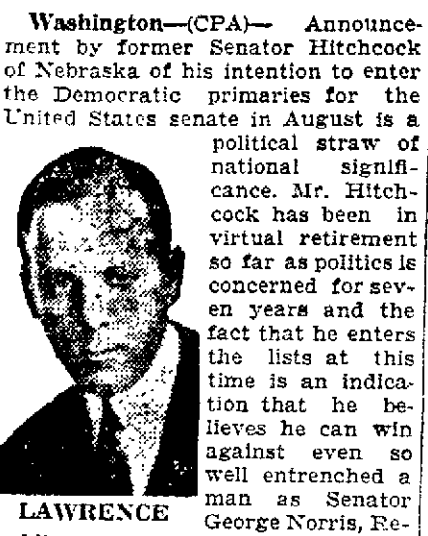 Washington—(CPA)— Announce-
ment by former Senator Hitchcock
of Nebraska of his intention to enter
the Democratic primaries for the
United States senate in August is a
political straw of
national signifi-
cance. Mr. Hitch-
cock has been in
virtual retirement
so far as politics is
concerned for sev-
en years and the
fact that he enters
the lists at this
time is an indica-
tion that he be-
lieves he can win
against even so
well entrenched a
man as Senator
George Norris, Re-
LAWRENCE